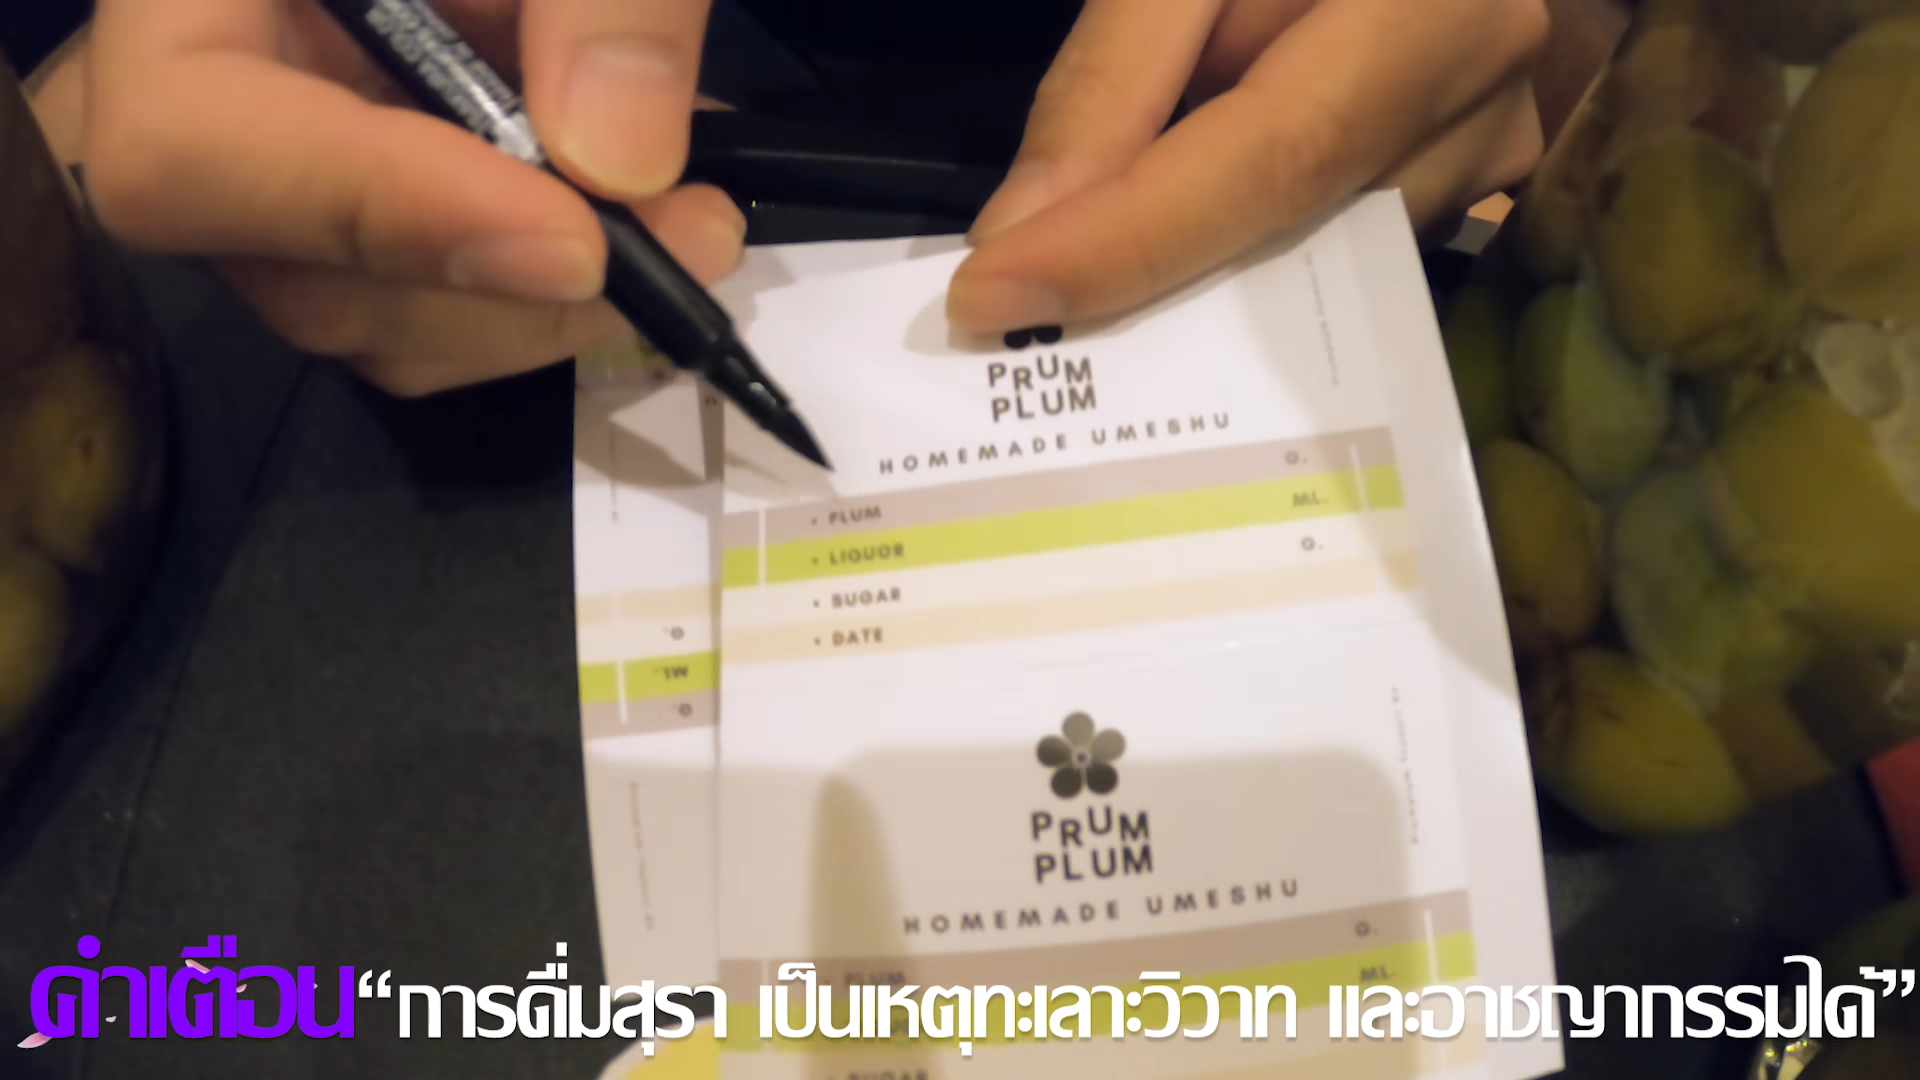 PRUM
PLUM
HOMEMADE UMESHU
• PLUM G.
• LIQUOR ML.
• SUGAR G.
• DATE
G.
ML.
G.
PRUM
PLUM
HOMEMADE UMESHU
G.
• PLUM ML.
• SUGAR
คำเตือน “การดื่มสุรา เป็นเหตุทะเลาะวิวาท และอาชญากรรมได้”